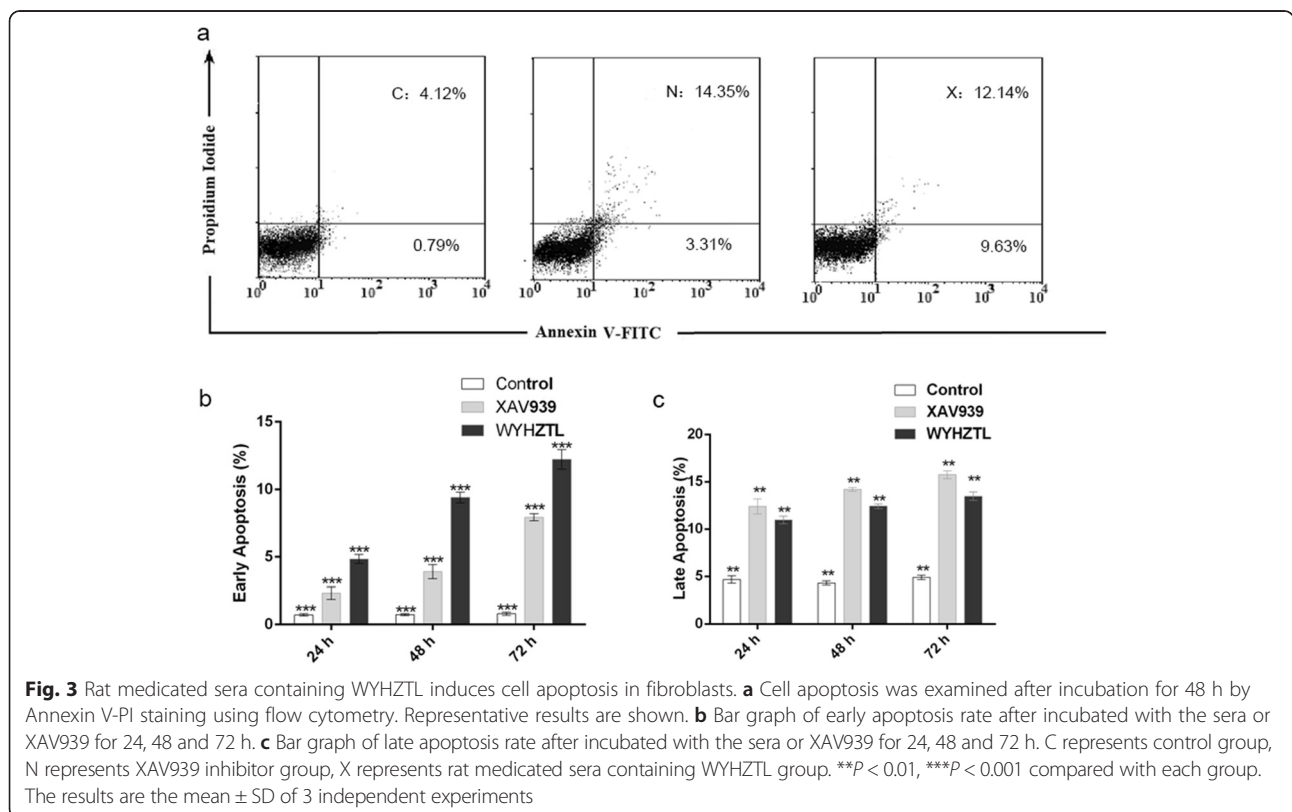 a
C: 4.12%
N: 14.35%
X: 12.14%
Propidium Iodide
0.79%
3.31%
9.63%
10^0 10^1 10^2 10^3 10^4
10^0 10^1 10^2 10^3 10^4
10^0 10^1 10^2 10^3 10^4
Annexin V-FITC
b
Control
XAV939
WYHZTL
Early Apoptosis (%)
15
10
5
0
*** *** ***
*** *** ***
*** *** ***
24 h 48 h 72 h
c
Control
XAV939
WYHZTL
Late Apoptosis (%)
20
15
10
5
0
** ** **
** ** **
** ** **
24 h 48 h 72 h
Fig. 3 Rat medicated sera containing WYHZTL induces cell apoptosis in fibroblasts. a Cell apoptosis was examined after incubation for 48 h by
Annexin V-PI staining using flow cytometry. Representative results are shown. b Bar graph of early apoptosis rate after incubated with the sera or
XAV939 for 24, 48 and 72 h. c Bar graph of late apoptosis rate after incubated with the sera or XAV939 for 24, 48 and 72 h. C represents control group,
N represents XAV939 inhibitor group, X represents rat medicated sera containing WYHZTL group. **P < 0.01, ***P < 0.001 compared with each group.
The results are the mean ± SD of 3 independent experiments